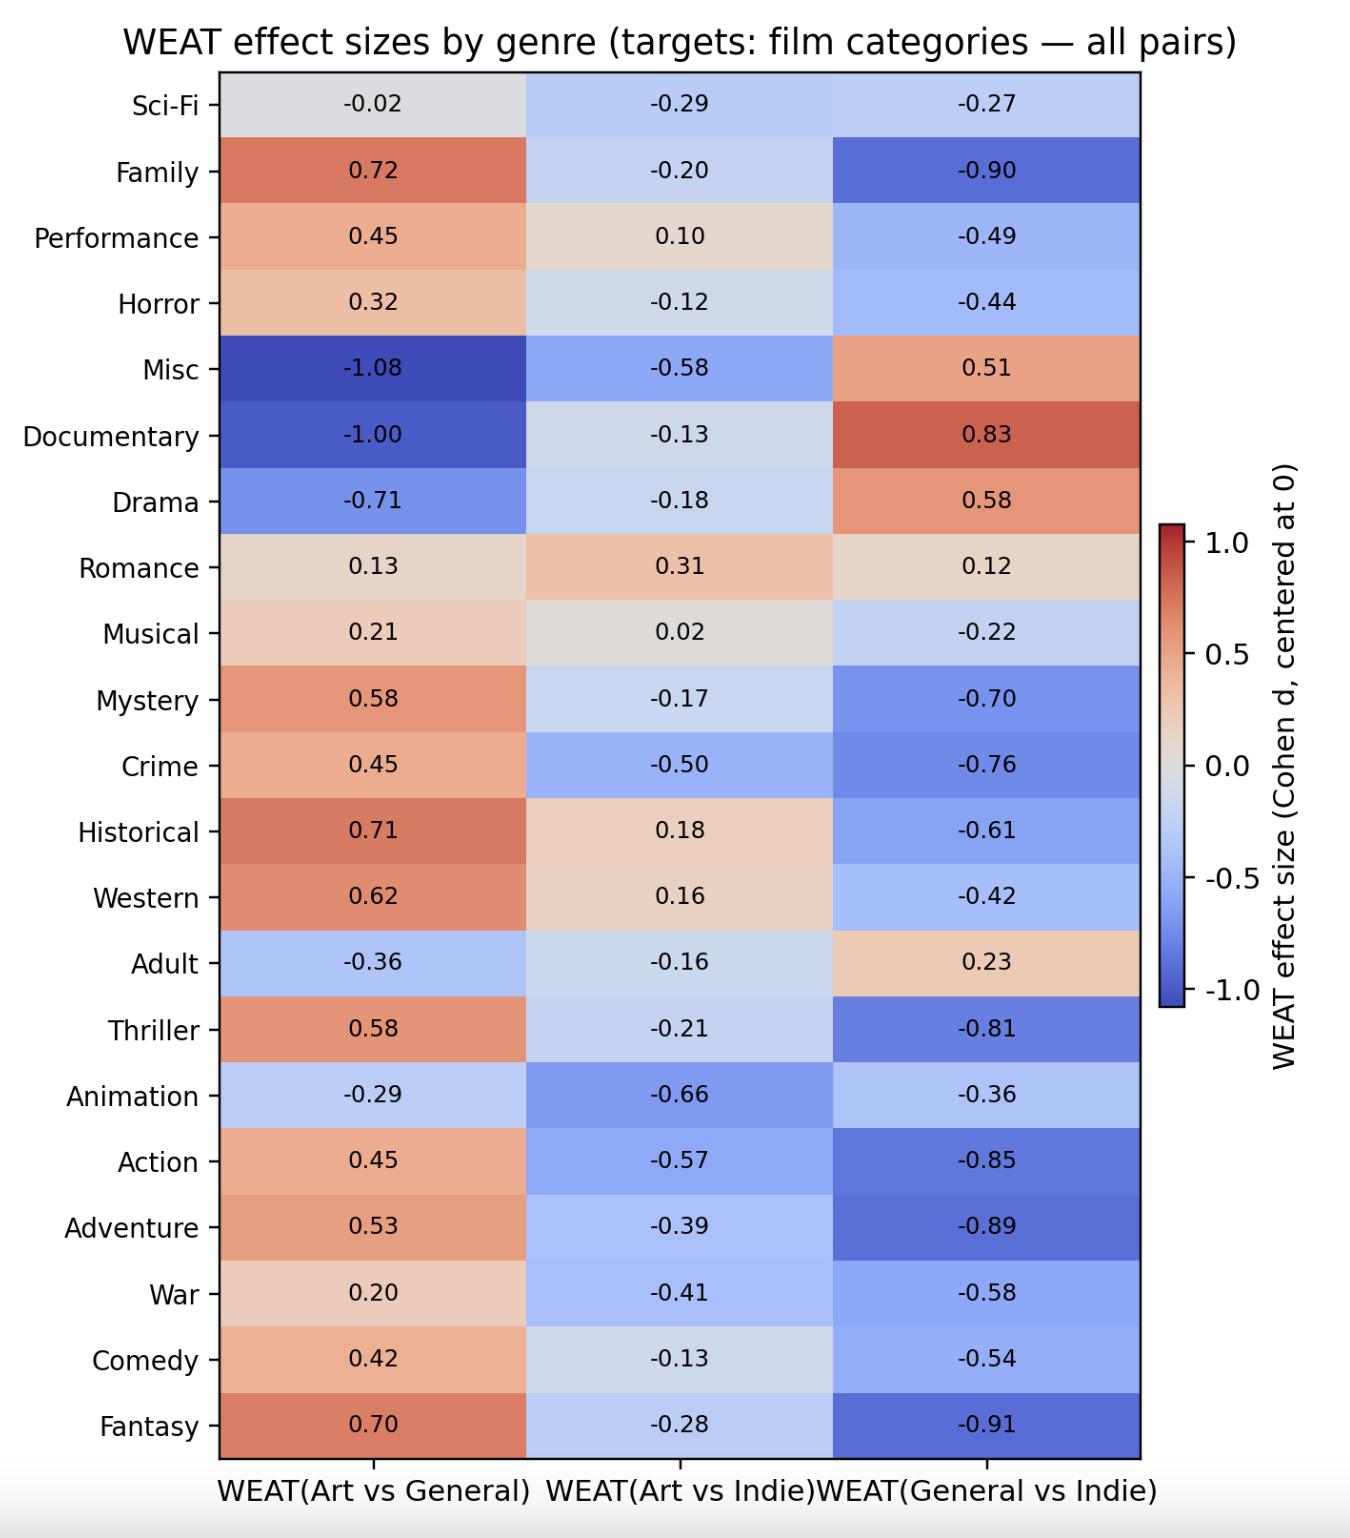 WEAT effect sizes by genre (targets: film categories — all pairs)
Sci-Fi -0.02 -0.29 -0.27
Family 0.72 -0.20 -0.90
Performance 0.45 0.10 -0.49
Horror 0.32 -0.12 -0.44
Misc -1.08 -0.58 0.51
Documentary -1.00 -0.13 0.83
Drama -0.71 -0.18 0.58
Romance 0.13 0.31 0.12
Musical 0.21 0.02 -0.22
Mystery 0.58 -0.17 -0.70
Crime 0.45 -0.50 -0.76
Historical 0.71 0.18 -0.61
Western 0.62 0.16 -0.42
Adult -0.36 -0.16 0.23
Thriller 0.58 -0.21 -0.81
Animation -0.29 -0.66 -0.36
Action 0.45 -0.57 -0.85
Adventure 0.53 -0.39 -0.89
War 0.20 -0.41 -0.58
Comedy 0.42 -0.13 -0.54
Fantasy 0.70 -0.28 -0.91
WEAT(Art vs General) WEAT(Art vs Indie) WEAT(General vs Indie)
1.0
0.5
0.0
-0.5
-1.0
WEAT effect size (Cohen d, centered at 0)